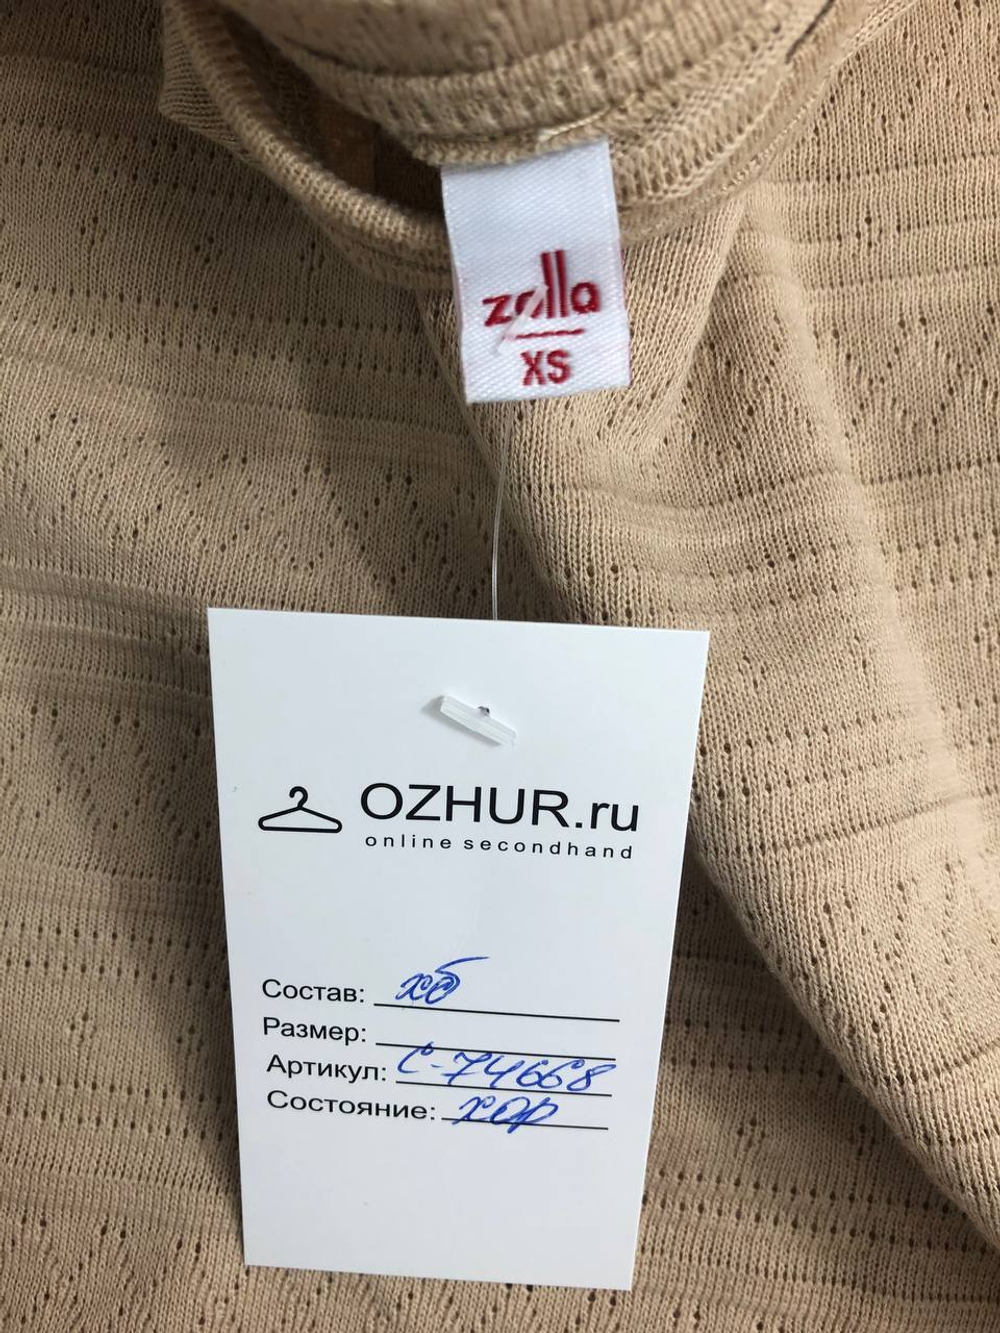 zolla
XS
OZHUR.ru
online secondhand
Состав: хб
Размер:
Артикул: С-74668
Состояние: хор